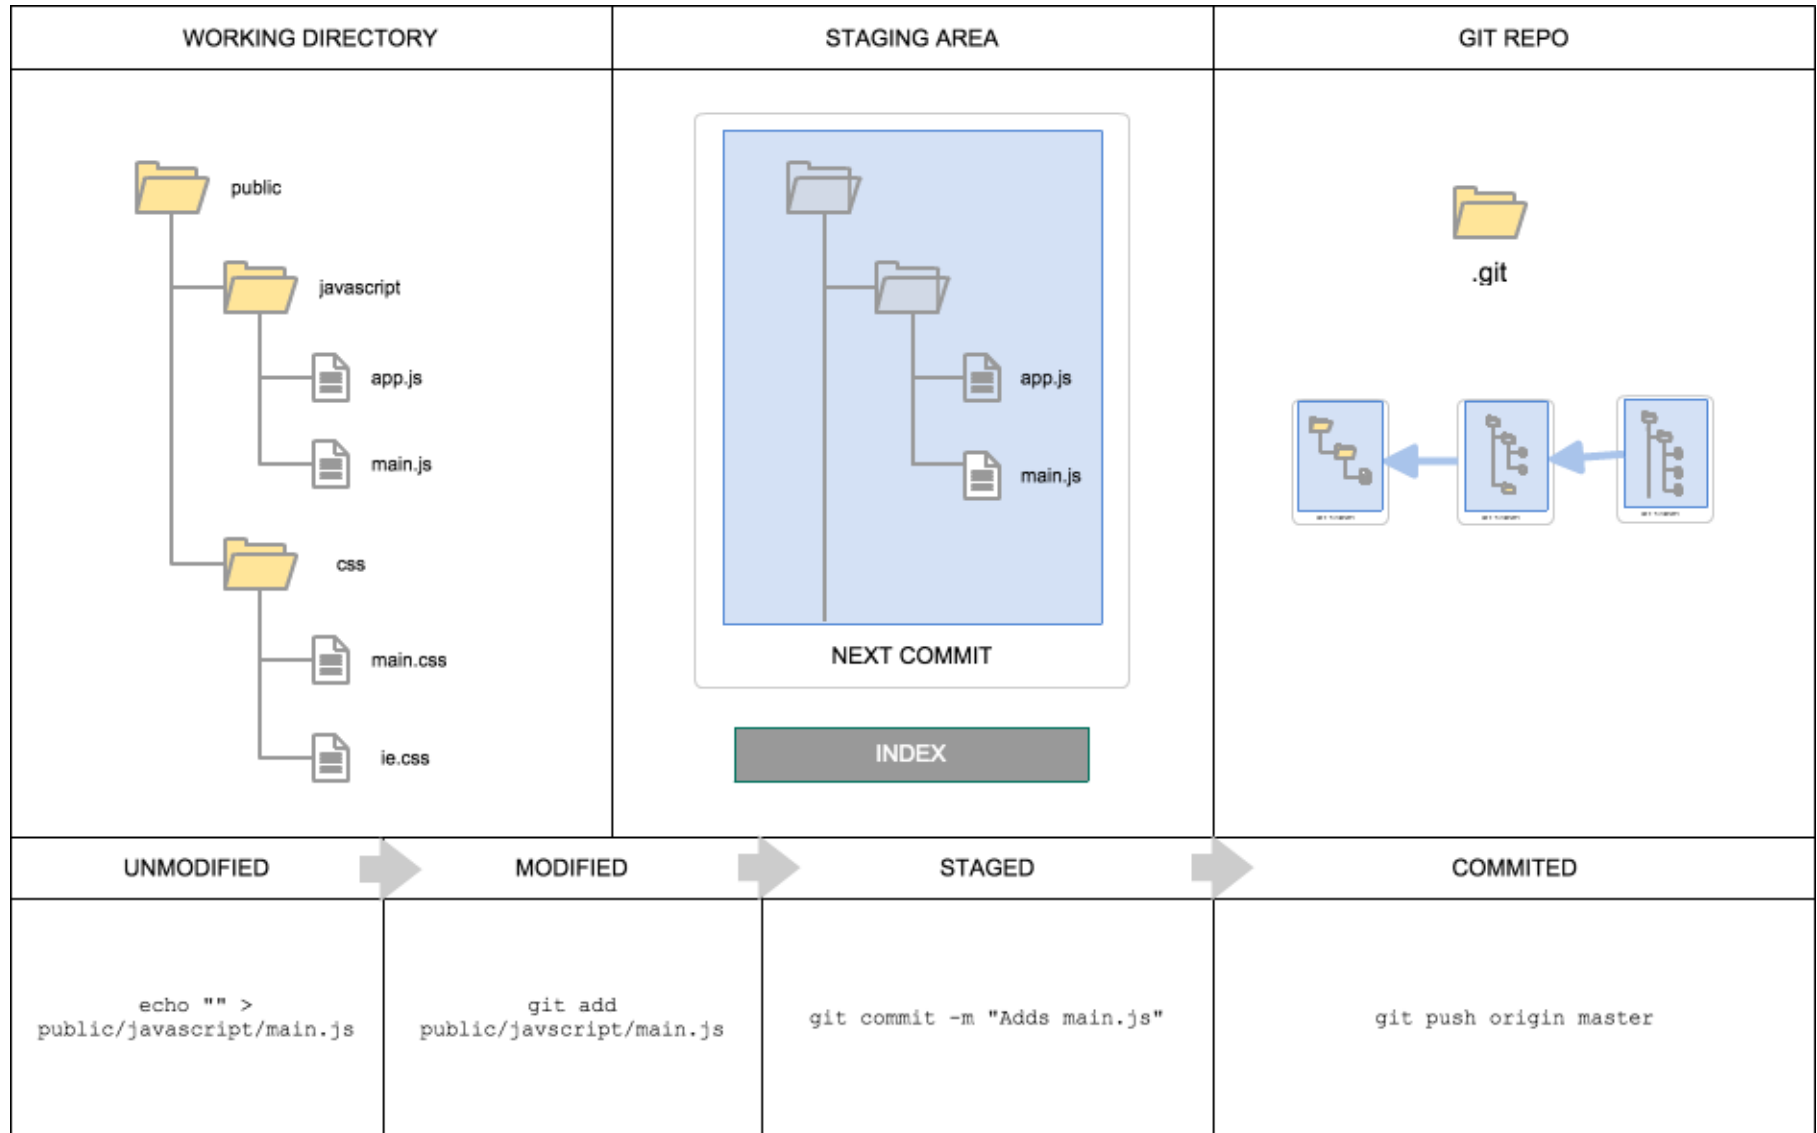 WORKING DIRECTORY
STAGING AREA
GIT REPO
public
javascript
app.js
main.js
css
main.css
ie.css
app.js
main.js
NEXT COMMIT
INDEX
.git
UNMODIFIED
MODIFIED
STAGED
COMMITED
echo "" >
public/javascript/main.js
git add
public/javscript/main.js
git commit -m "Adds main.js"
git push origin master